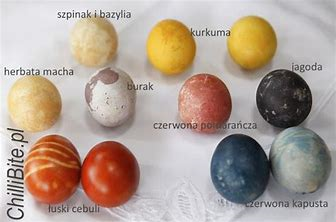 szpinak i bazylia
kurkuma
herbata macha
burak
jagoda
czerwona pomarańcza
łuski cebuli
czerwona kapusta
ChilliBite.pl